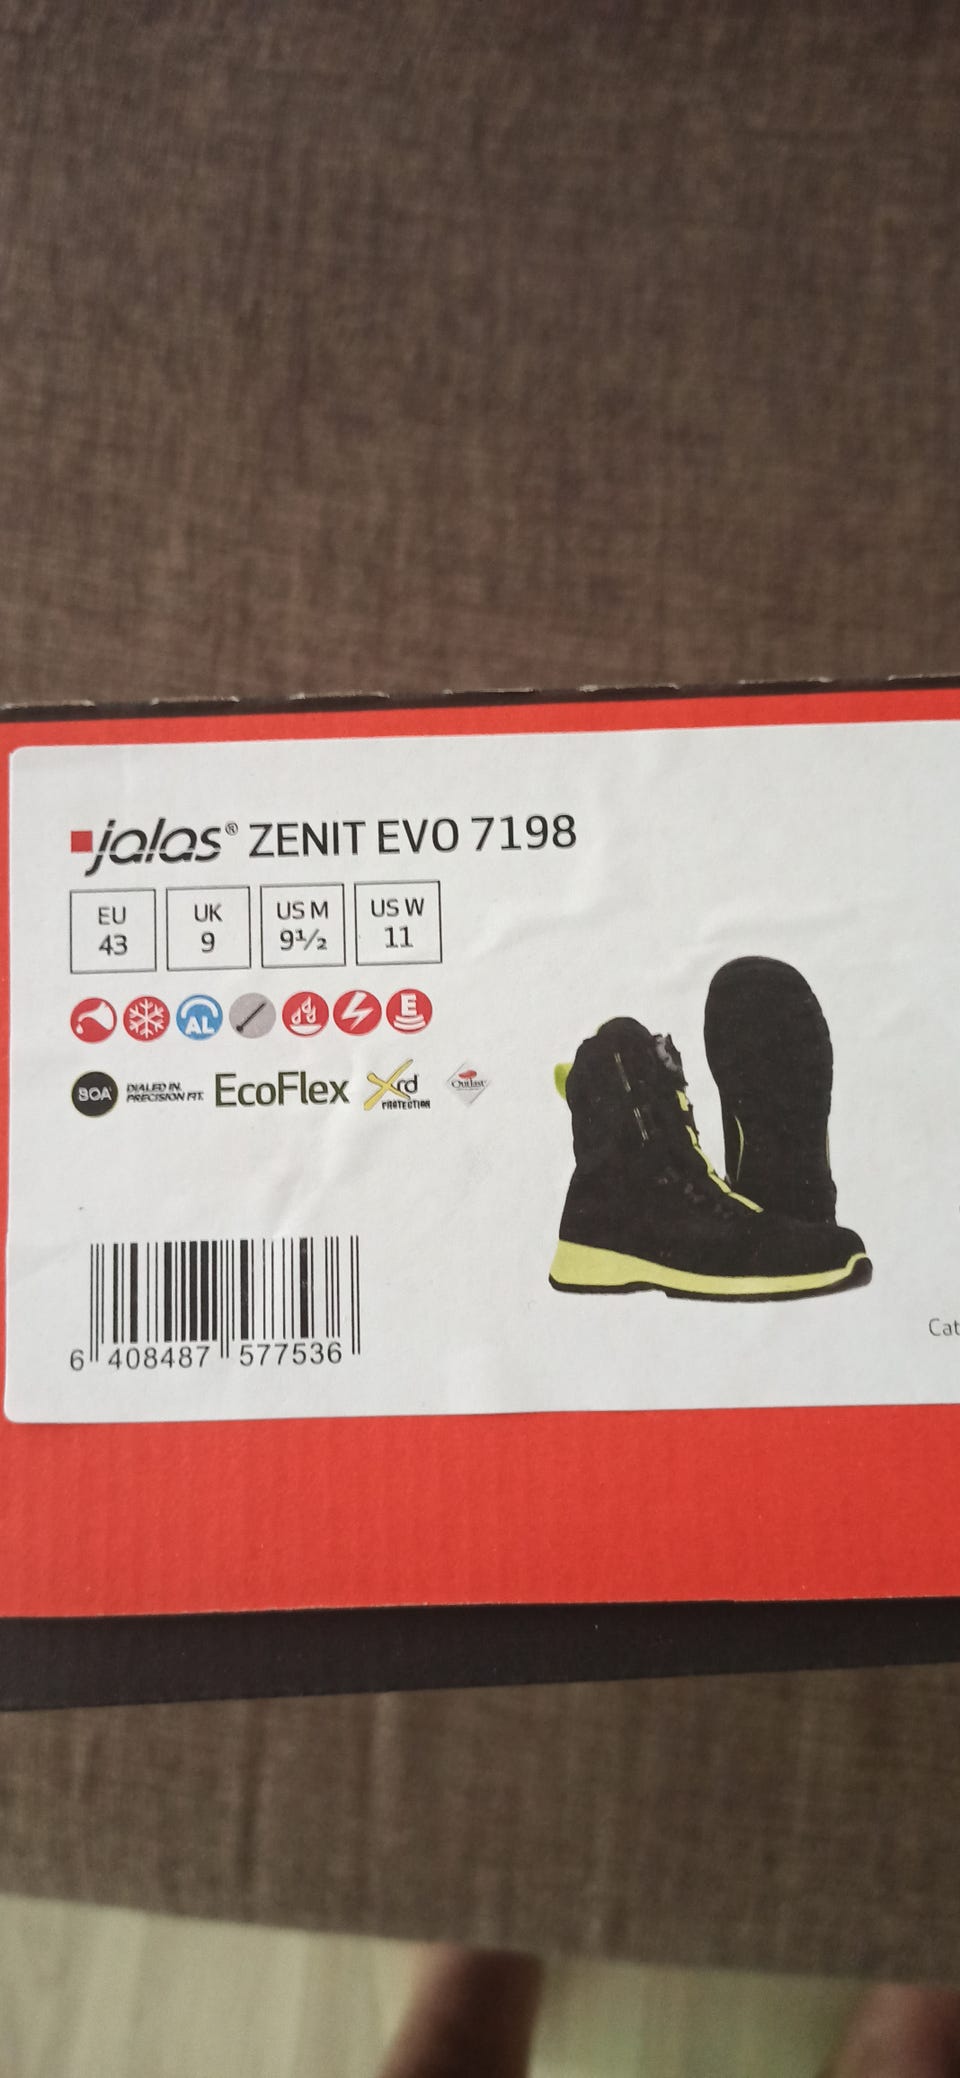 jalas® ZENIT EVO 7198
EU UK US M US W
43 9 9½ 11
AL E
BOA DIALED IN. PRECISION FIT. EcoFlex Xrd PROTECTION Outlast
6 408487 577536
Cat